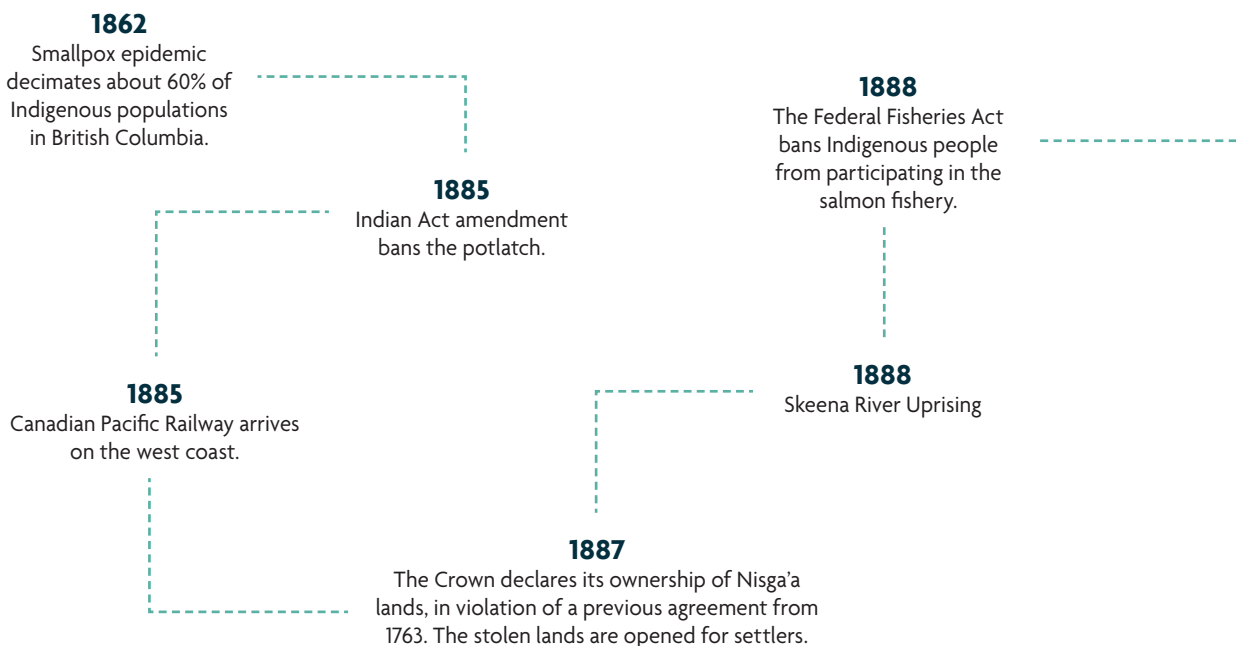 1862
Smallpox epidemic
decimates about 60% of
Indigenous populations
in British Columbia.
1885
Indian Act amendment
bans the potlatch.
1885
Canadian Pacific Railway arrives
on the west coast.
1887
The Crown declares its ownership of Nisga’a
lands, in violation of a previous agreement from
1763. The stolen lands are opened for settlers.
1888
Skeena River Uprising
1888
The Federal Fisheries Act
bans Indigenous people
from participating in the
salmon fishery.